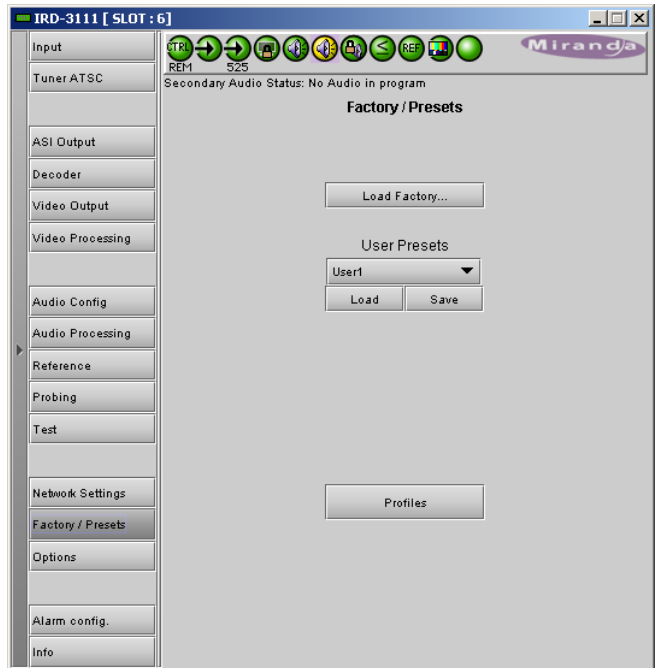 IRD-3111 [ SLOT : 6]
Input
Tuner ATSC
ASI Output
Decoder
Video Output
Video Processing
Audio Config
Audio Processing
Reference
Probing
Test
Network Settings
Factory / Presets
Options
Alarm config.
Info
CTRL
REF
Miranda
REM
525
Secondary Audio Status: No Audio in program
Factory / Presets
Load Factory...
User Presets
User1
Load
Save
Profiles